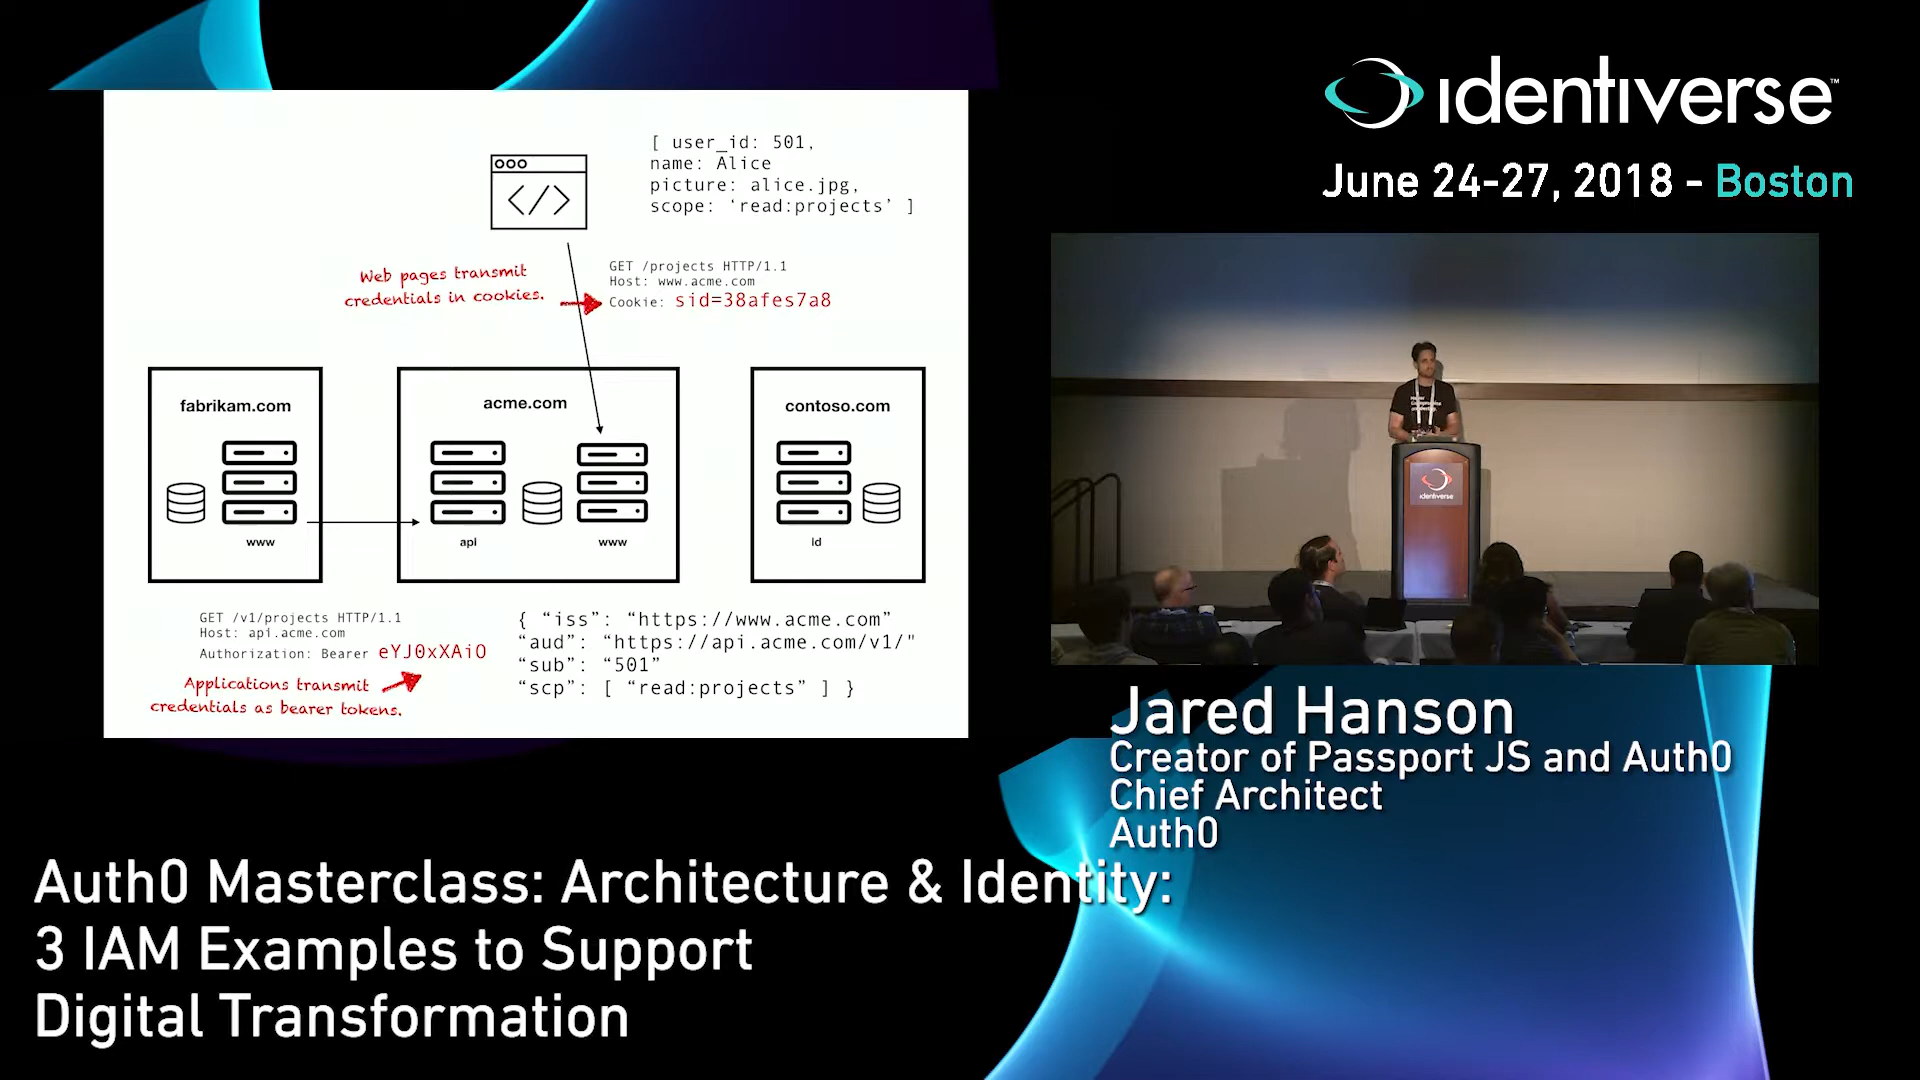 [ user_id: 501,
name: Alice
picture: alice.jpg,
scope: ‘read:projects’ ]
Web pages transmit
credentials in cookies.
GET /projects HTTP/1.1
Host: www.acme.com
Cookie: sid=38afes7a8
fabrikam.com
acme.com
contoso.com
www
api
www
id
GET /v1/projects HTTP/1.1
Host: api.acme.com
Authorization: Bearer eYJ0xXAiO
Applications transmit
credentials as bearer tokens.
{ “iss”: “https://www.acme.com”
“aud”: “https://api.acme.com/v1/"
“sub”: “501”
“scp”: [ “read:projects” ] }
identiverse™
June 24-27, 2018 - Boston
identiverse
Jared Hanson
Creator of Passport JS and Auth0
Chief Architect
Auth0
Auth0 Masterclass: Architecture & Identity:
3 IAM Examples to Support
Digital Transformation